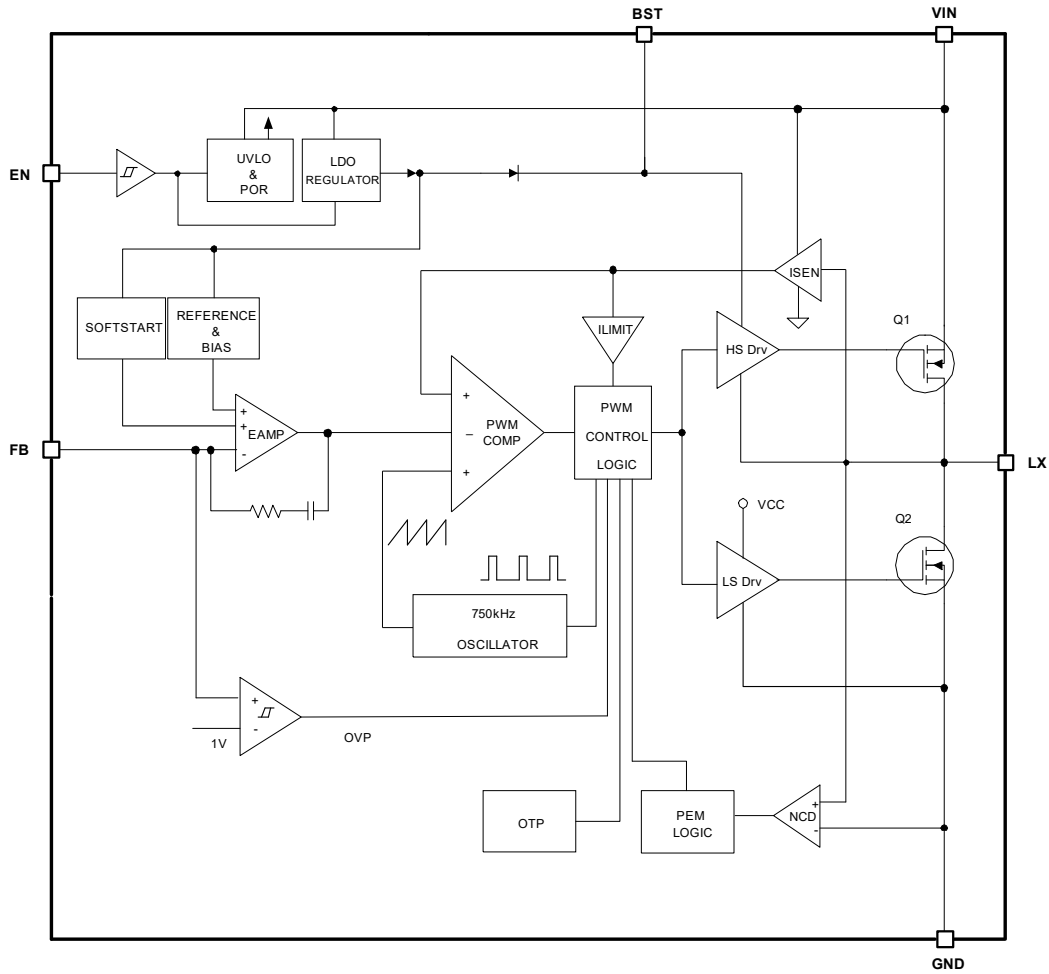 BST
VIN
EN
UVLO
&
POR
LDO
REGULATOR
ISEN
SOFTSTART
REFERENCE
&
BIAS
ILIMIT
HS Drv
Q1
+
+
-
EAMP
+
–
+
PWM
COMP
PWM
CONTROL
LOGIC
FB
LX
VCC
Q2
LS Drv
750kHz
OSCILLATOR
+
-
1V
OVP
OTP
PEM
LOGIC
NCD
+
-
GND